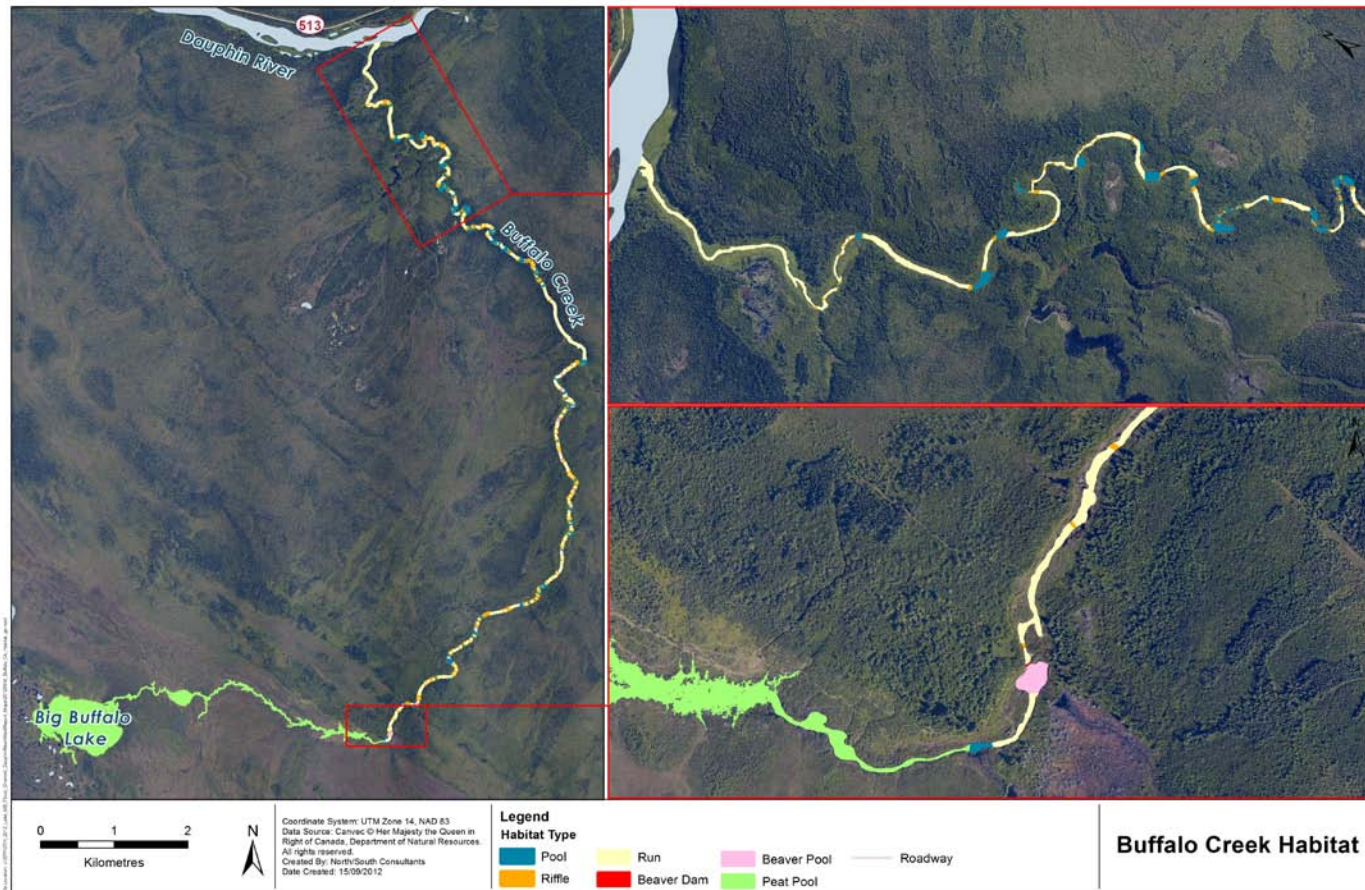 513
Dauphin River
Buffalo Creek
Big Buffalo
Lake
N
N
0 1 2
Kilometres
N
Coordinate System: UTM Zone 14, NAD 83
Data Source: Canvec © Her Majesty the Queen in
Right of Canada, Department of Natural Resources.
All rights reserved.
Created By: North/South Consultants
Date Created: 15/09/2012
Legend
Habitat Type
Pool
Run
Beaver Pool
Roadway
Riffle
Beaver Dam
Peat Pool
Buffalo Creek Habitat